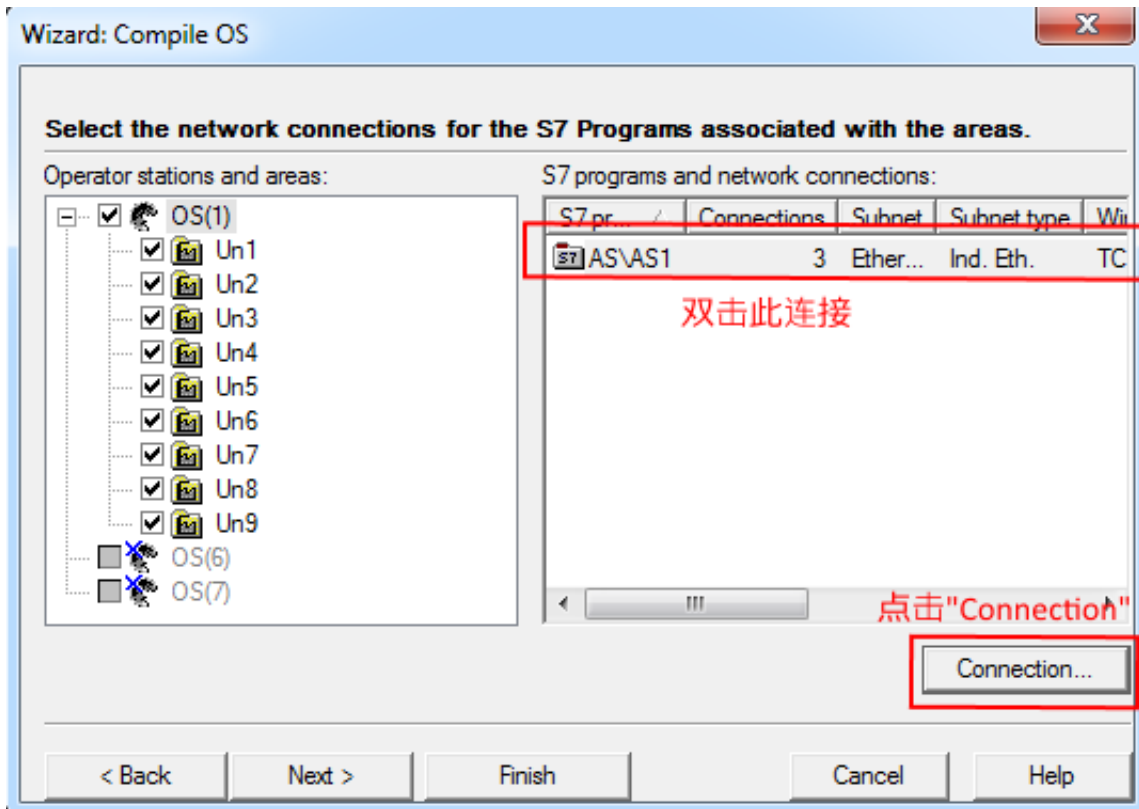 Wizard: Compile OS
Select the network connections for the S7 Programs associated with the areas.
Operator stations and areas:
S7 programs and network connections:
OS(1)
Un1
Un2
Un3
Un4
Un5
Un6
Un7
Un8
Un9
OS(6)
OS(7)
S7 pr... Connections Subnet Subnet type Wi
AS\AS1 3 Ether... Ind. Eth. TC
双击此连接
点击"Connection"
Connection...
< Back Next > Finish Cancel Help